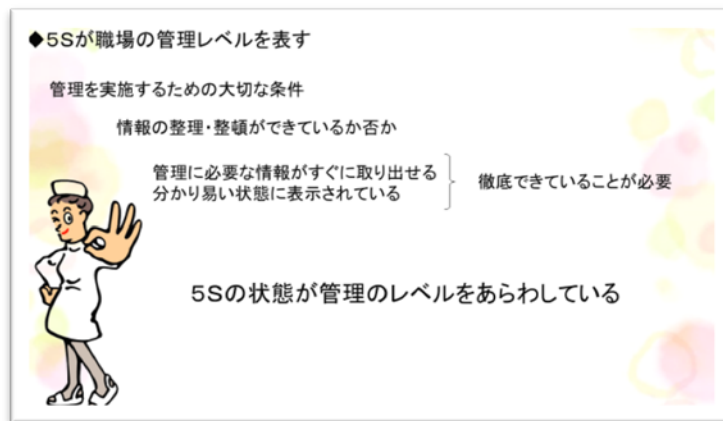 ◆5Sが職場の管理レベルを表す
管理を実施するための大切な条件
情報の整理・整頓ができているか否か
管理に必要な情報がすぐに取り出せる
分かり易い状態に表示されている
徹底できていることが必要
5Sの状態が管理のレベルをあらわしている